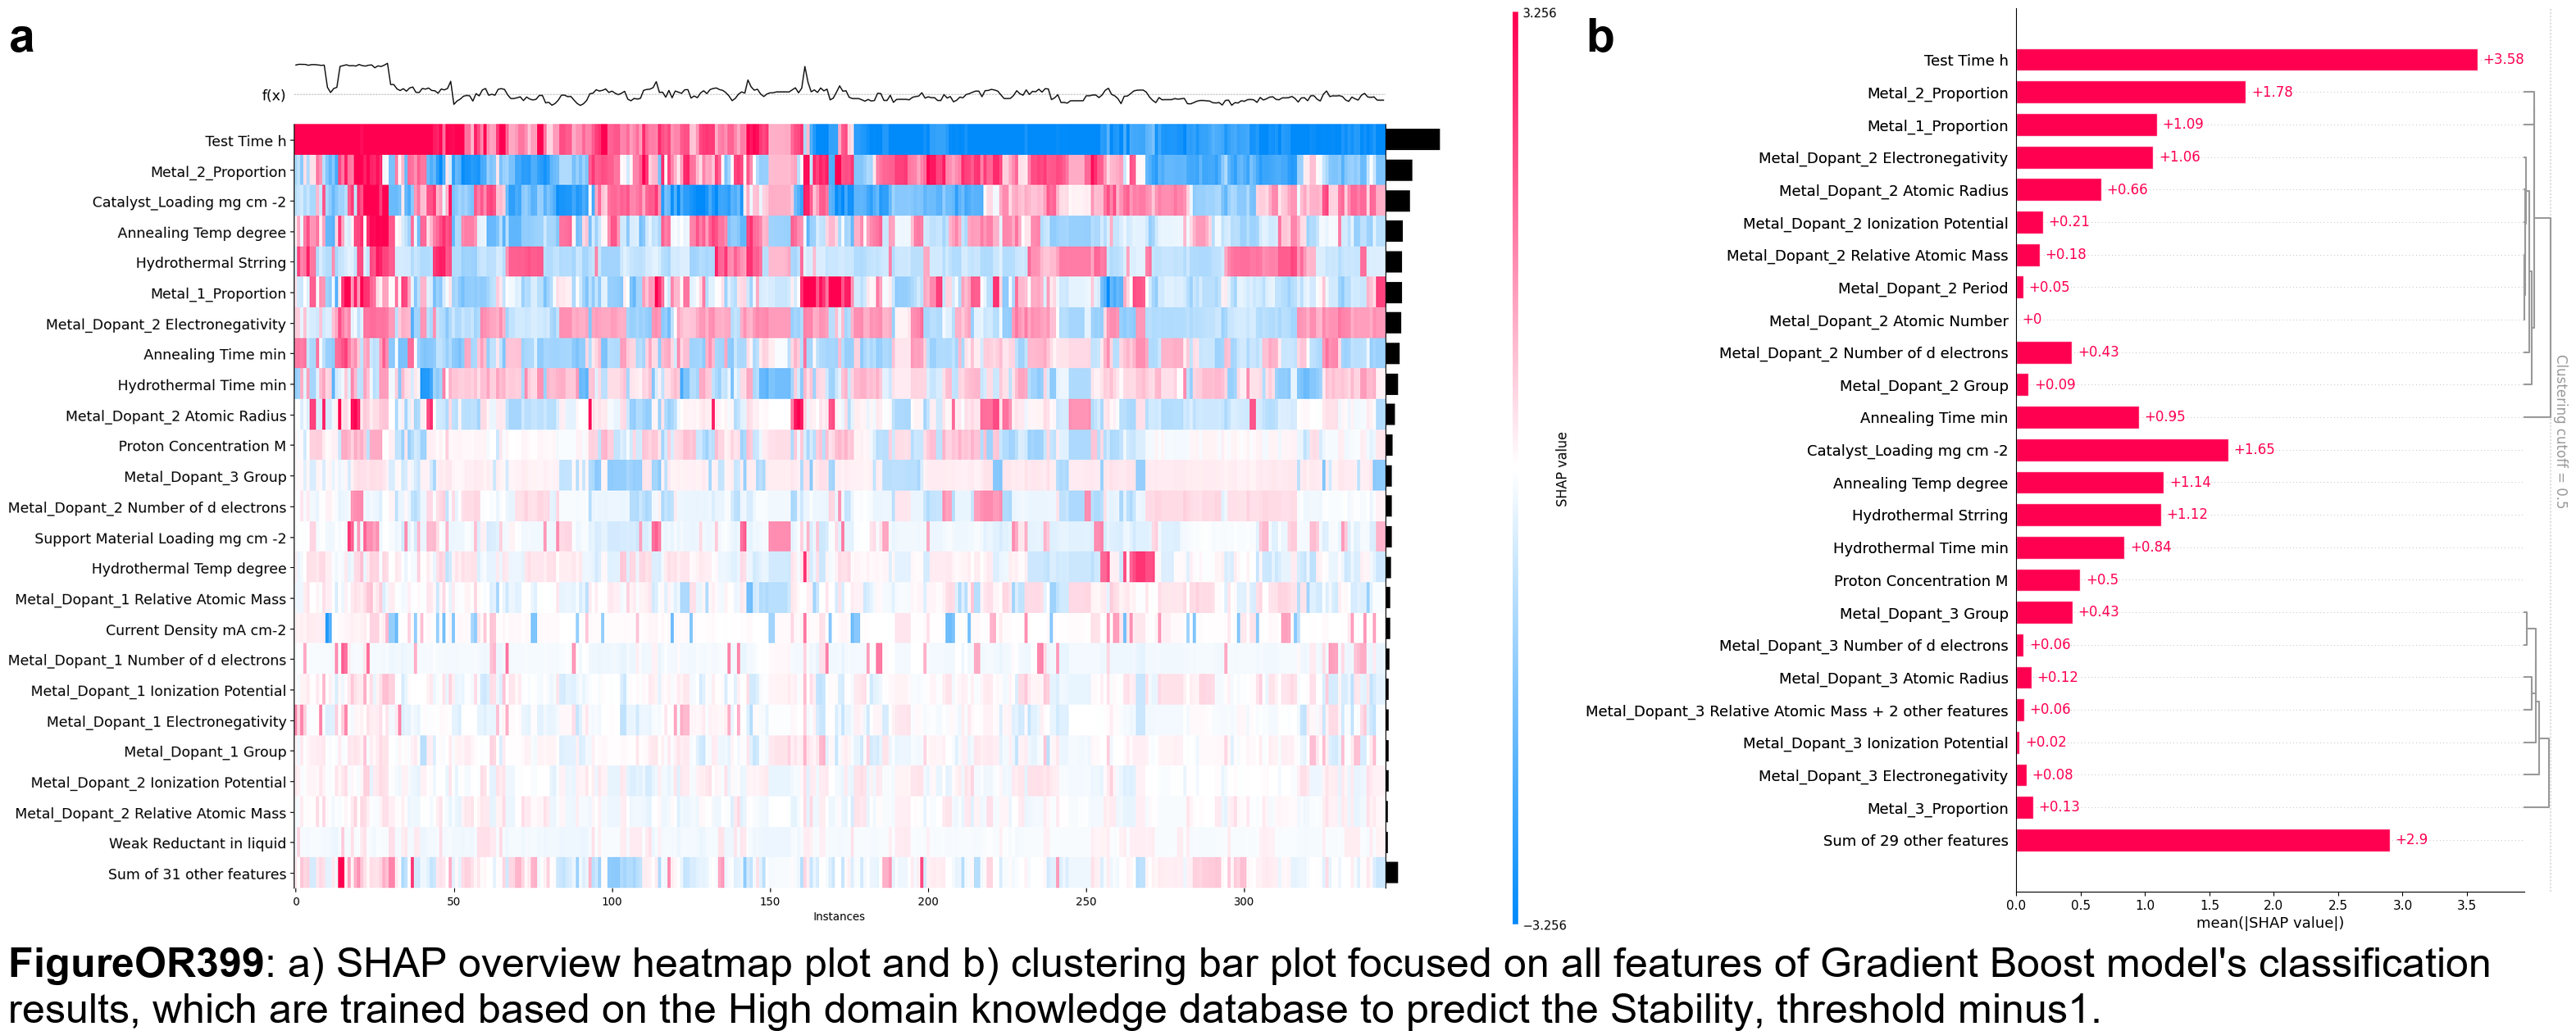 a
f(x)
Test Time h
Metal_2_Proportion
Catalyst_Loading mg cm -2
Annealing Temp degree
Hydrothermal Strring
Metal_1_Proportion
Metal_Dopant_2 Electronegativity
Annealing Time min
Hydrothermal Time min
Metal_Dopant_2 Atomic Radius
Proton Concentration M
Metal_Dopant_3 Group
Metal_Dopant_2 Number of d electrons
Support Material Loading mg cm -2
Hydrothermal Temp degree
Metal_Dopant_1 Relative Atomic Mass
Current Density mA cm-2
Metal_Dopant_1 Number of d electrons
Metal_Dopant_1 Ionization Potential
Metal_Dopant_1 Electronegativity
Metal_Dopant_1 Group
Metal_Dopant_2 Ionization Potential
Metal_Dopant_2 Relative Atomic Mass
Weak Reductant in liquid
Sum of 31 other features
0 50 100 150 200 250 300
Instances
3.256
SHAP value
−3.256
b
Test Time h +3.58
Metal_2_Proportion +1.78
Metal_1_Proportion +1.09
Metal_Dopant_2 Electronegativity +1.06
Metal_Dopant_2 Atomic Radius +0.66
Metal_Dopant_2 Ionization Potential +0.21
Metal_Dopant_2 Relative Atomic Mass +0.18
Metal_Dopant_2 Period +0.05
Metal_Dopant_2 Atomic Number +0
Metal_Dopant_2 Number of d electrons +0.43
Metal_Dopant_2 Group +0.09
Annealing Time min +0.95
Catalyst_Loading mg cm -2 +1.65
Annealing Temp degree +1.14
Hydrothermal Strring +1.12
Hydrothermal Time min +0.84
Proton Concentration M +0.5
Metal_Dopant_3 Group +0.43
Metal_Dopant_3 Number of d electrons +0.06
Metal_Dopant_3 Atomic Radius +0.12
Metal_Dopant_3 Relative Atomic Mass + 2 other features +0.06
Metal_Dopant_3 Ionization Potential +0.02
Metal_Dopant_3 Electronegativity +0.08
Metal_3_Proportion +0.13
Sum of 29 other features +2.9
0.0 0.5 1.0 1.5 2.0 2.5 3.0 3.5
mean(|SHAP value|)
Clustering cutoff = 0.5
FigureOR399: a) SHAP overview heatmap plot and b) clustering bar plot focused on all features of Gradient Boost model's classification
results, which are trained based on the High domain knowledge database to predict the Stability, threshold minus1.